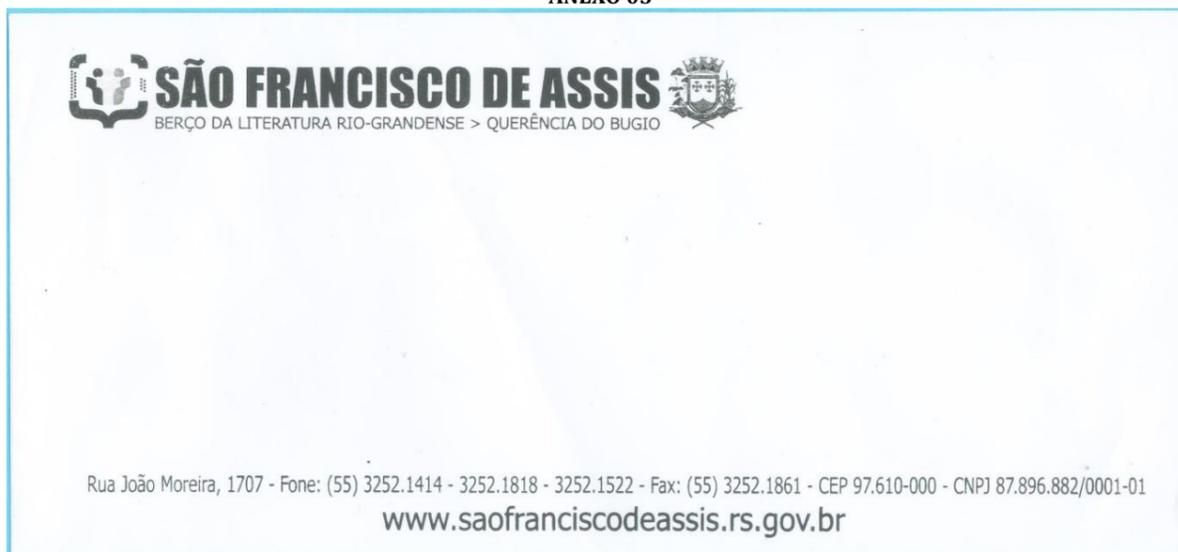 ANEXO 03
SÃO FRANCISCO DE ASSIS
BERÇO DA LITERATURA RIO-GRANDENSE > QUERÊNCIA DO BUGIO
Rua João Moreira, 1707 - Fone: (55) 3252.1414 - 3252.1818 - 3252.1522 - Fax: (55) 3252.1861 - CEP 97.610-000 - CNPJ 87.896.882/0001-01
www.saofranciscodeassis.rs.gov.br